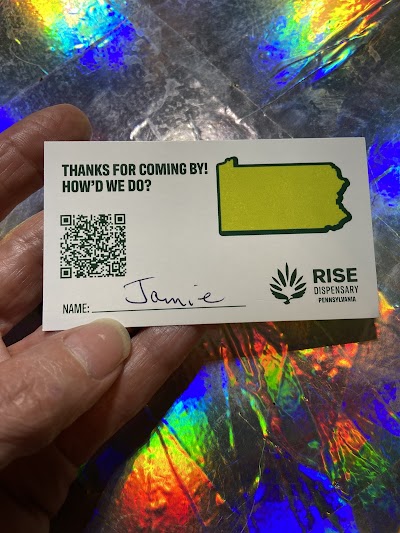 THANKS FOR COMING BY!
HOW'D WE DO?
NAME: Jamie
RISE
DISPENSARY
PENNSYLVANIA